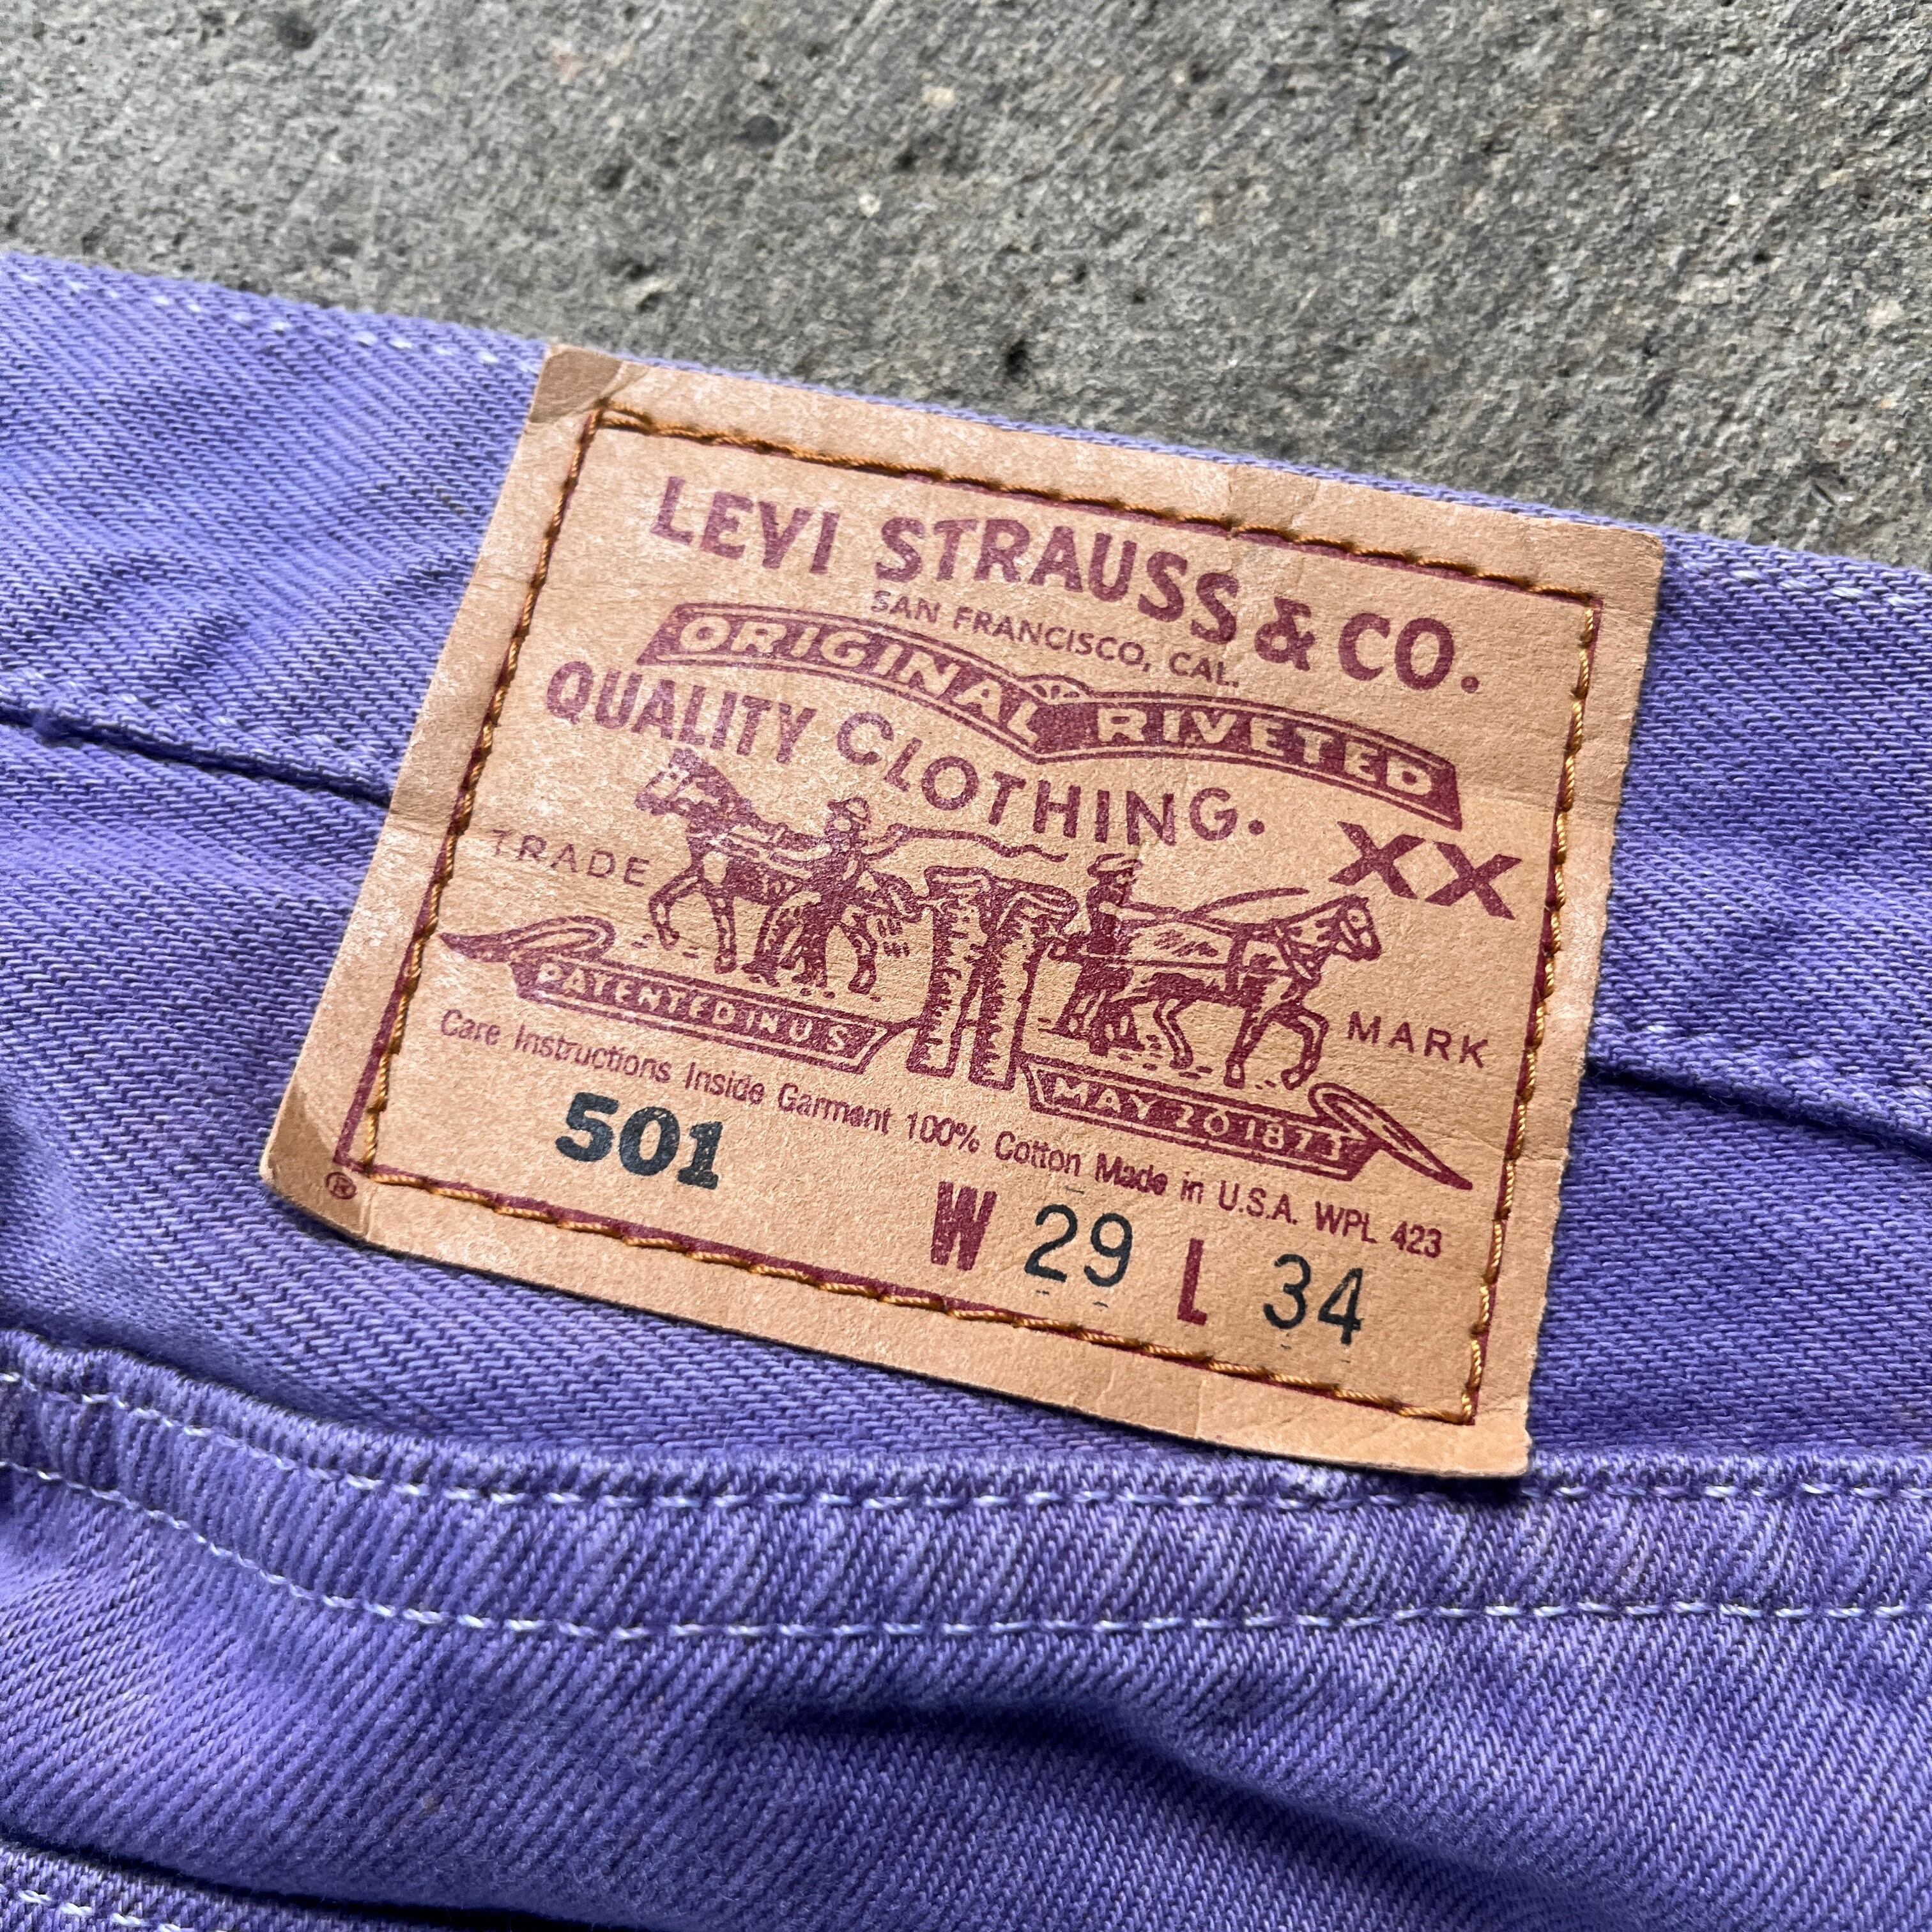 LEVI STRAUSS & CO.
SAN FRANCISCO, CAL.
ORIGINAL RIVETED
QUALITY CLOTHING.
XX
TRADE MARK
PATENTED IN U S
MAY 20 1873
Care Instructions Inside Garment 100% Cotton Made in U.S.A. WPL 423
501
W 29 L 34
®